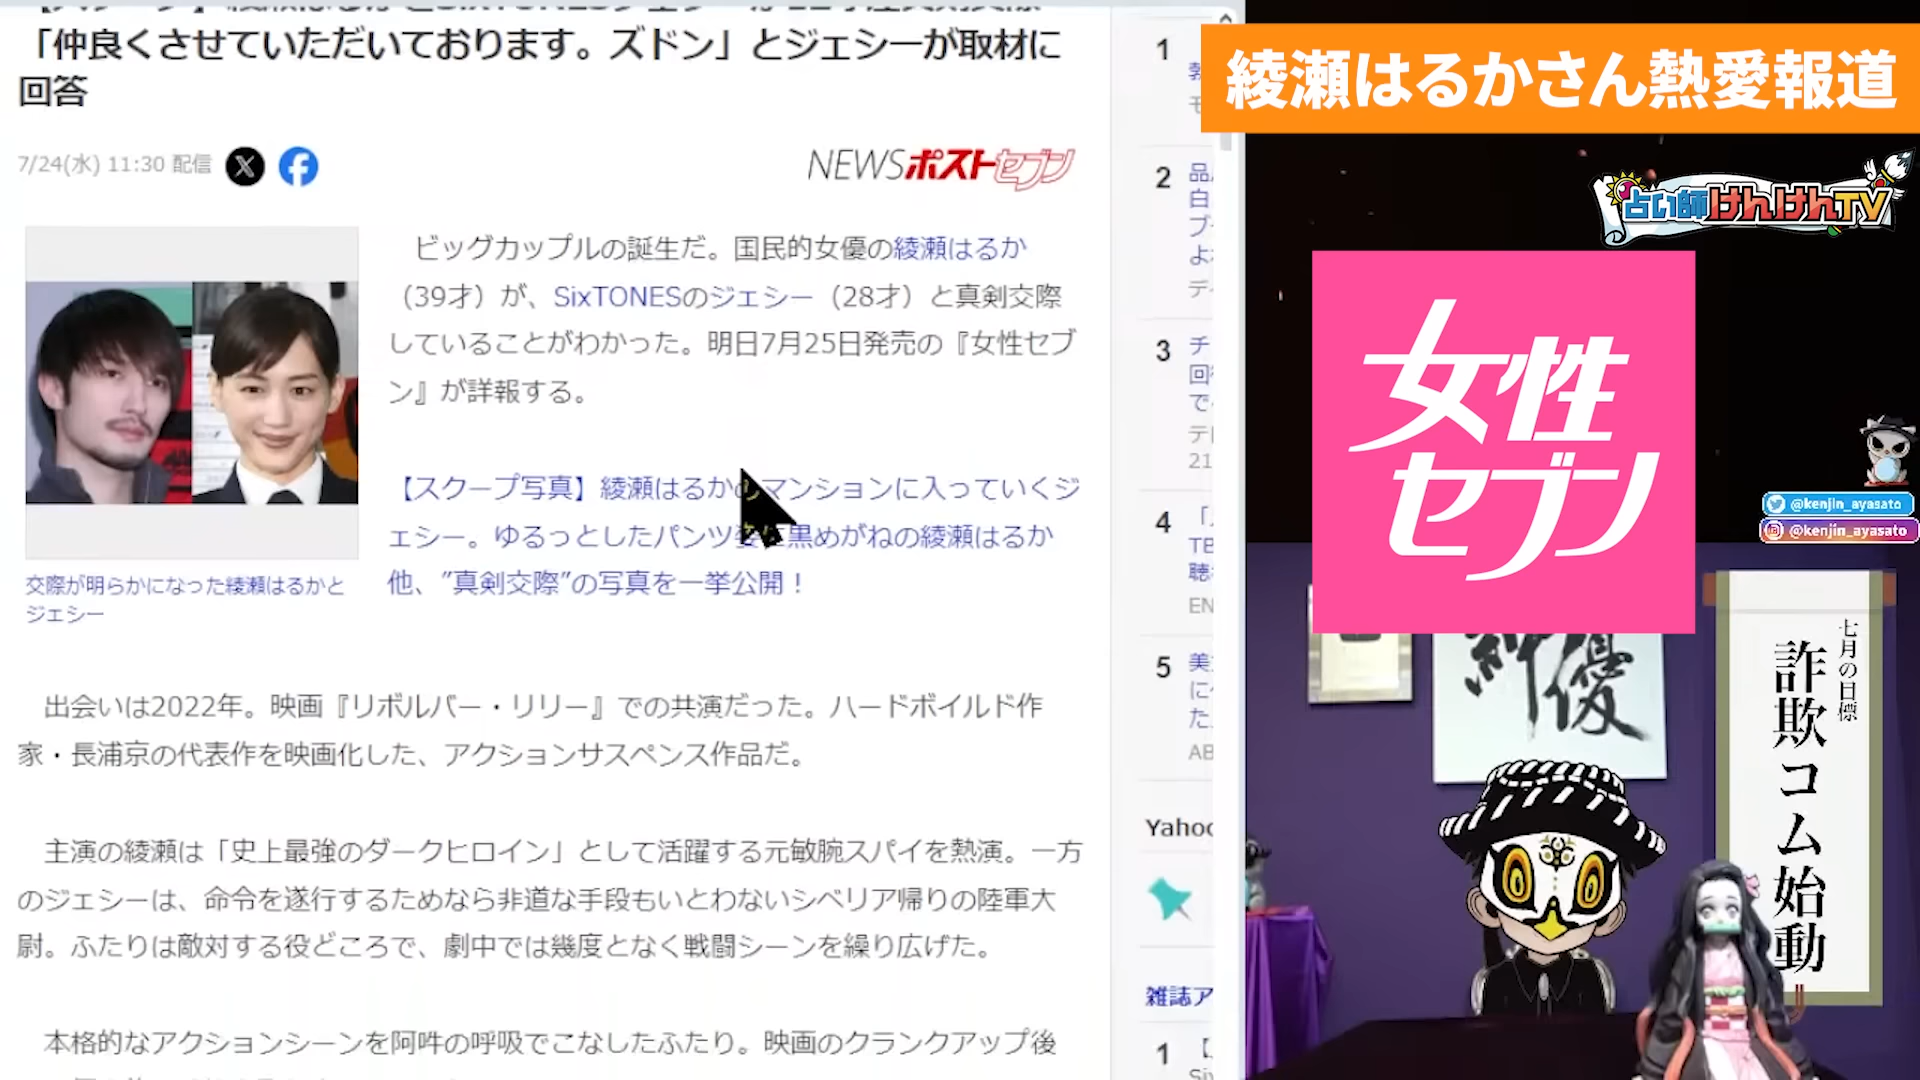 「仲良くさせていただいております。ズドン」とジェシーが取材に
回答
7/24(水) 11:30 配信
NEWSポストセブン
ビッグカップルの誕生だ。国民的女優の綾瀬はるか
（39才）が、SixTONESのジェシー（28才）と真剣交際
していることがわかった。明日7月25日発売の『女性セブ
ン』が詳報する。
【スクープ写真】綾瀬はるかのマンションに入っていくジ
ェシー。ゆるっとしたパンツ姿に黒めがねの綾瀬はるか
他、”真剣交際”の写真を一挙公開！
交際が明らかになった綾瀬はるかと
ジェシー
出会いは2022年。映画『リボルバー・リリー』での共演だった。ハードボイルド作
家・長浦京の代表作を映画化した、アクションサスペンス作品だ。
主演の綾瀬は「史上最強のダークヒロイン」として活躍する元敏腕スパイを熱演。一方
のジェシーは、命令を遂行するためなら非道な手段もいとわないシベリア帰りの陸軍大
尉。ふたりは敵対する役どころで、劇中では幾度となく戦闘シーンを繰り広げた。
本格的なアクションシーンを阿吽の呼吸でこなしたふたり。映画のクランクアップ後
1
2
品
白
ブ
よ
デ
3
チ
回
で
テ
21
4
TB
聴
EN
5
美
に
た
AB
Yahoo
雑誌ア
1
Six
綾瀬はるかさん熱愛報道
占い師けんけんTV
女性
セブン
@kenjin_ayasato
@kenjin_ayasato
優
七月の目標
詐欺コム始動